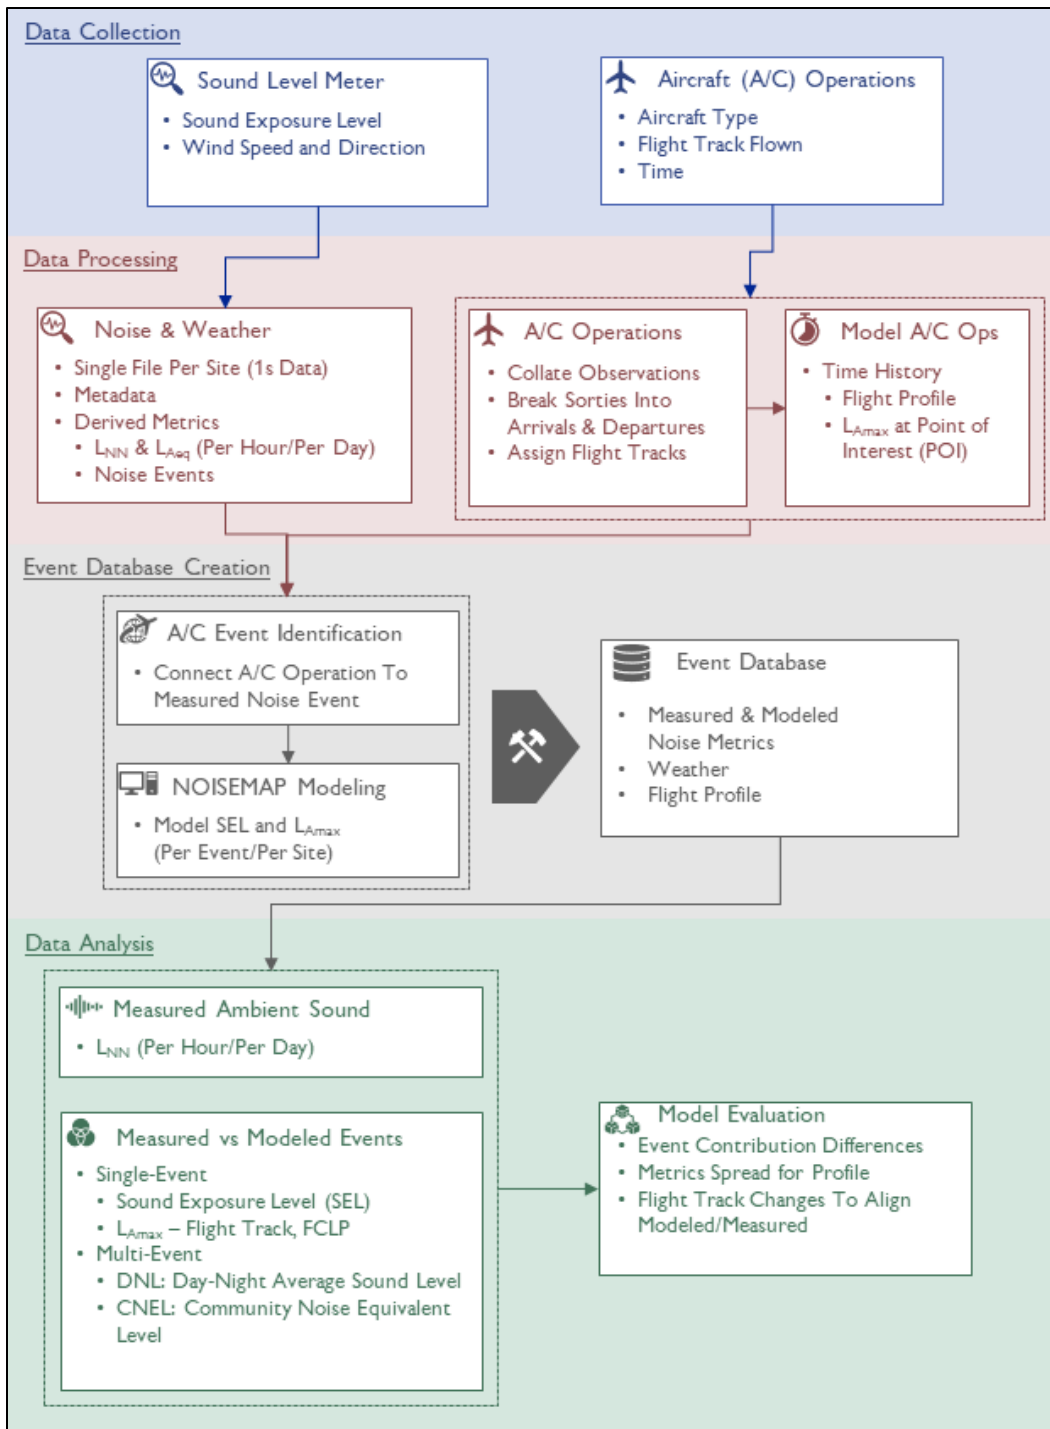 Data Collection
Sound Level Meter
• Sound Exposure Level
• Wind Speed and Direction
Aircraft (A/C) Operations
• Aircraft Type
• Flight Track Flown
• Time
Data Processing
Noise & Weather
• Single File Per Site (1s Data)
• Metadata
• Derived Metrics
• LNN & LAeq (Per Hour/Per Day)
• Noise Events
A/C Operations
• Collate Observations
• Break Sorties Into
Arrivals & Departures
• Assign Flight Tracks
Model A/C Ops
• Time History
• Flight Profile
• LAmax at Point of
Interest (POI)
Event Database Creation
A/C Event Identification
• Connect A/C Operation To
Measured Noise Event
NOISEMAP Modeling
• Model SEL and LAmax
(Per Event/Per Site)
Event Database
• Measured & Modeled
Noise Metrics
• Weather
• Flight Profile
Data Analysis
Measured Ambient Sound
• LNN (Per Hour/Per Day)
Measured vs Modeled Events
• Single-Event
• Sound Exposure Level (SEL)
• LAmax – Flight Track, FCLP
• Multi-Event
• DNL: Day-Night Average Sound Level
• CNEL: Community Noise Equivalent
Level
Model Evaluation
• Event Contribution Differences
• Metrics Spread for Profile
• Flight Track Changes To Align
Modeled/Measured